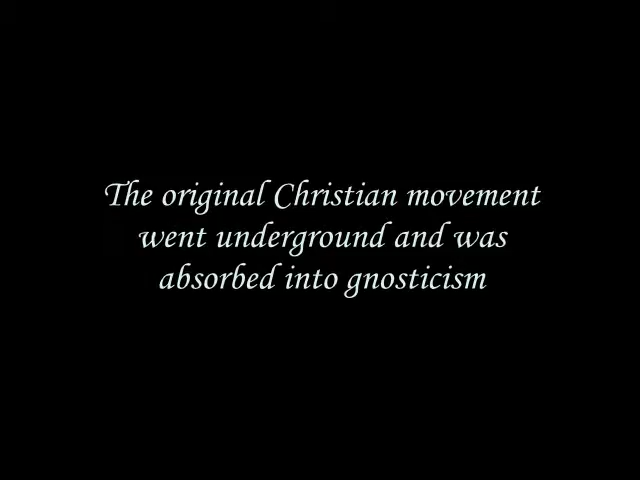 The original Christian movement
went underground and was
absorbed into gnosticism